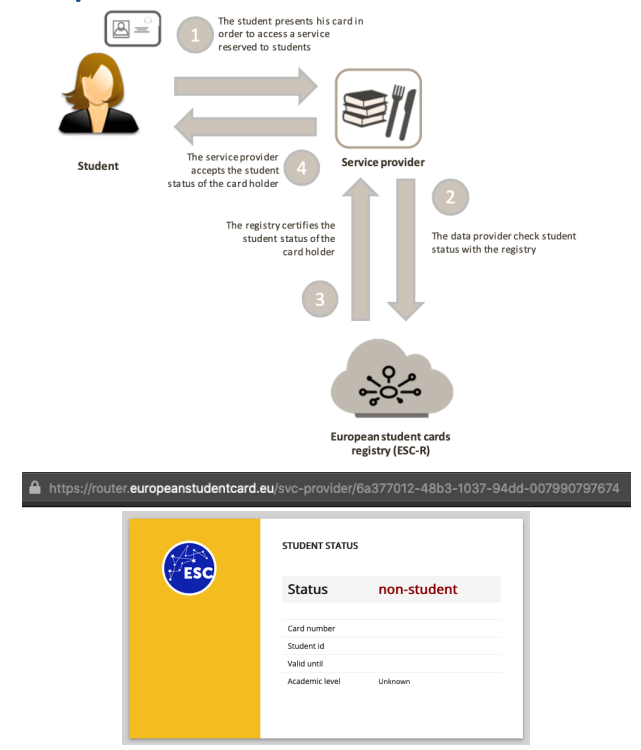 1
The student presents his card in
order to access a service
reserved to students
Student
Service provider
The service provider
accepts the student
status of the card holder
4
2
The registry certifies the
student status of the
card holder
The data provider check student
status with the registry
3
European student cards
registry (ESC-R)
https://router.europeanstudentcard.eu/svc-provider/6a377012-48b3-1037-94dd-007990797674
ESC
STUDENT STATUS
Status non-student
Card number
Student id
Valid until
Academic level Unknown